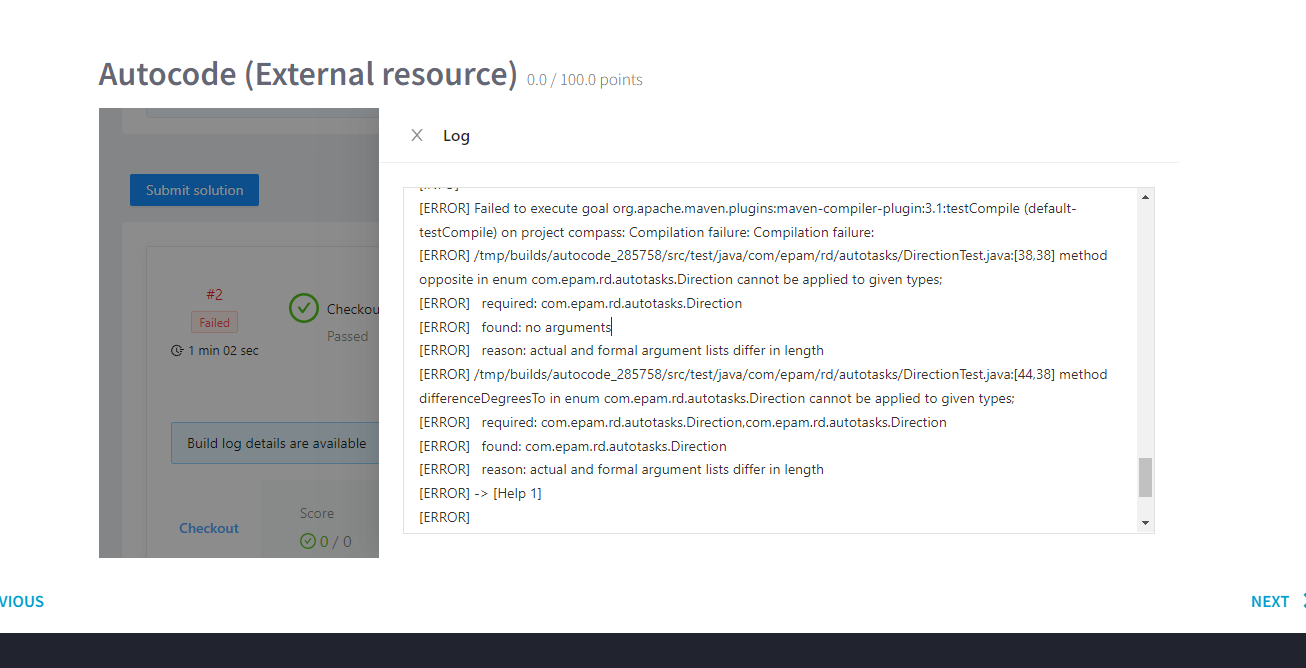 Autocode (External resource) 0.0 / 100.0 points
Log
Submit solution
[ERROR] Failed to execute goal org.apache.maven.plugins:maven-compiler-plugin:3.1:testCompile (default-
testCompile) on project compass: Compilation failure: Compilation failure:
[ERROR] /tmp/builds/autocode_285758/src/test/java/com/epam/rd/autotasks/DirectionTest.java:[38,38] method
opposite in enum com.epam.rd.autotasks.Direction cannot be applied to given types;
[ERROR] required: com.epam.rd.autotasks.Direction
[ERROR] found: no arguments
[ERROR] reason: actual and formal argument lists differ in length
[ERROR] /tmp/builds/autocode_285758/src/test/java/com/epam/rd/autotasks/DirectionTest.java:[44,38] method
differenceDegreesTo in enum com.epam.rd.autotasks.Direction cannot be applied to given types;
[ERROR] required: com.epam.rd.autotasks.Direction,com.epam.rd.autotasks.Direction
[ERROR] found: com.epam.rd.autotasks.Direction
[ERROR] reason: actual and formal argument lists differ in length
[ERROR] -> [Help 1]
[ERROR]
#2
Failed
1 min 02 sec
Checkou
Passed
Build log details are available
Checkout
Score
0 / 0
VIOUS
NEXT